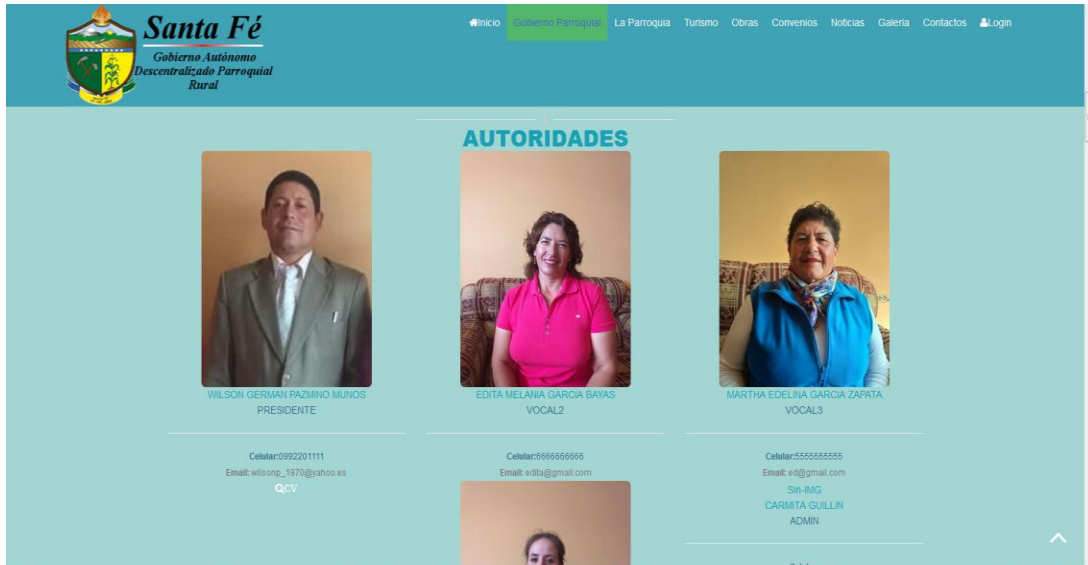 Santa Fé
Gobierno Autónomo
Descentralizado Parroquial
Rural
Inicio Gobierno Parroquial La Parroquia Turismo Obras Convenios Noticias Galeria Contactos Login
AUTORIDADES
WILSON GERMAN PAZMINO MUNOS
PRESIDENTE
Celular:0992201111
Email: wilsonp_1970@yahoo.es
CV
EDITA MELANIA GARCIA BAYAS
VOCAL2
Celular:6666666666
Email: edita@gmail.com
MARTHA EDELINA GARCIA ZAPATA
VOCAL3
Celular:5555555555
Email: ed@gmail.com
Sin-IMG
CARMITA GUILLIN
ADMIN